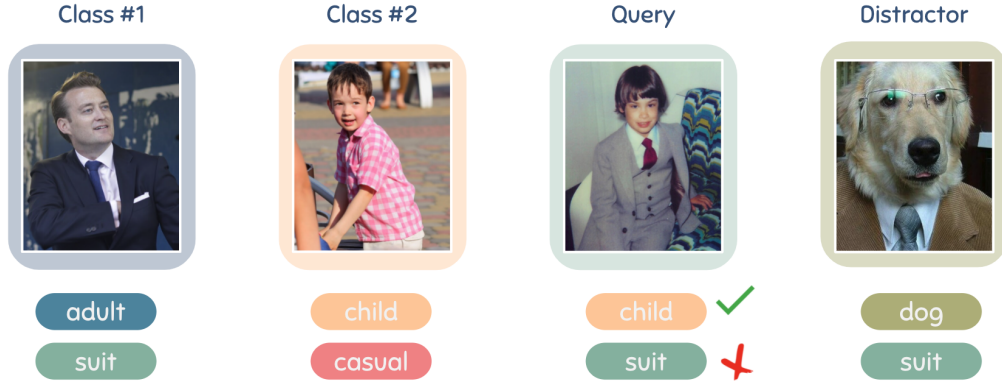 Class #1 Class #2 Query Distractor
adult child child dog
suit casual suit suit